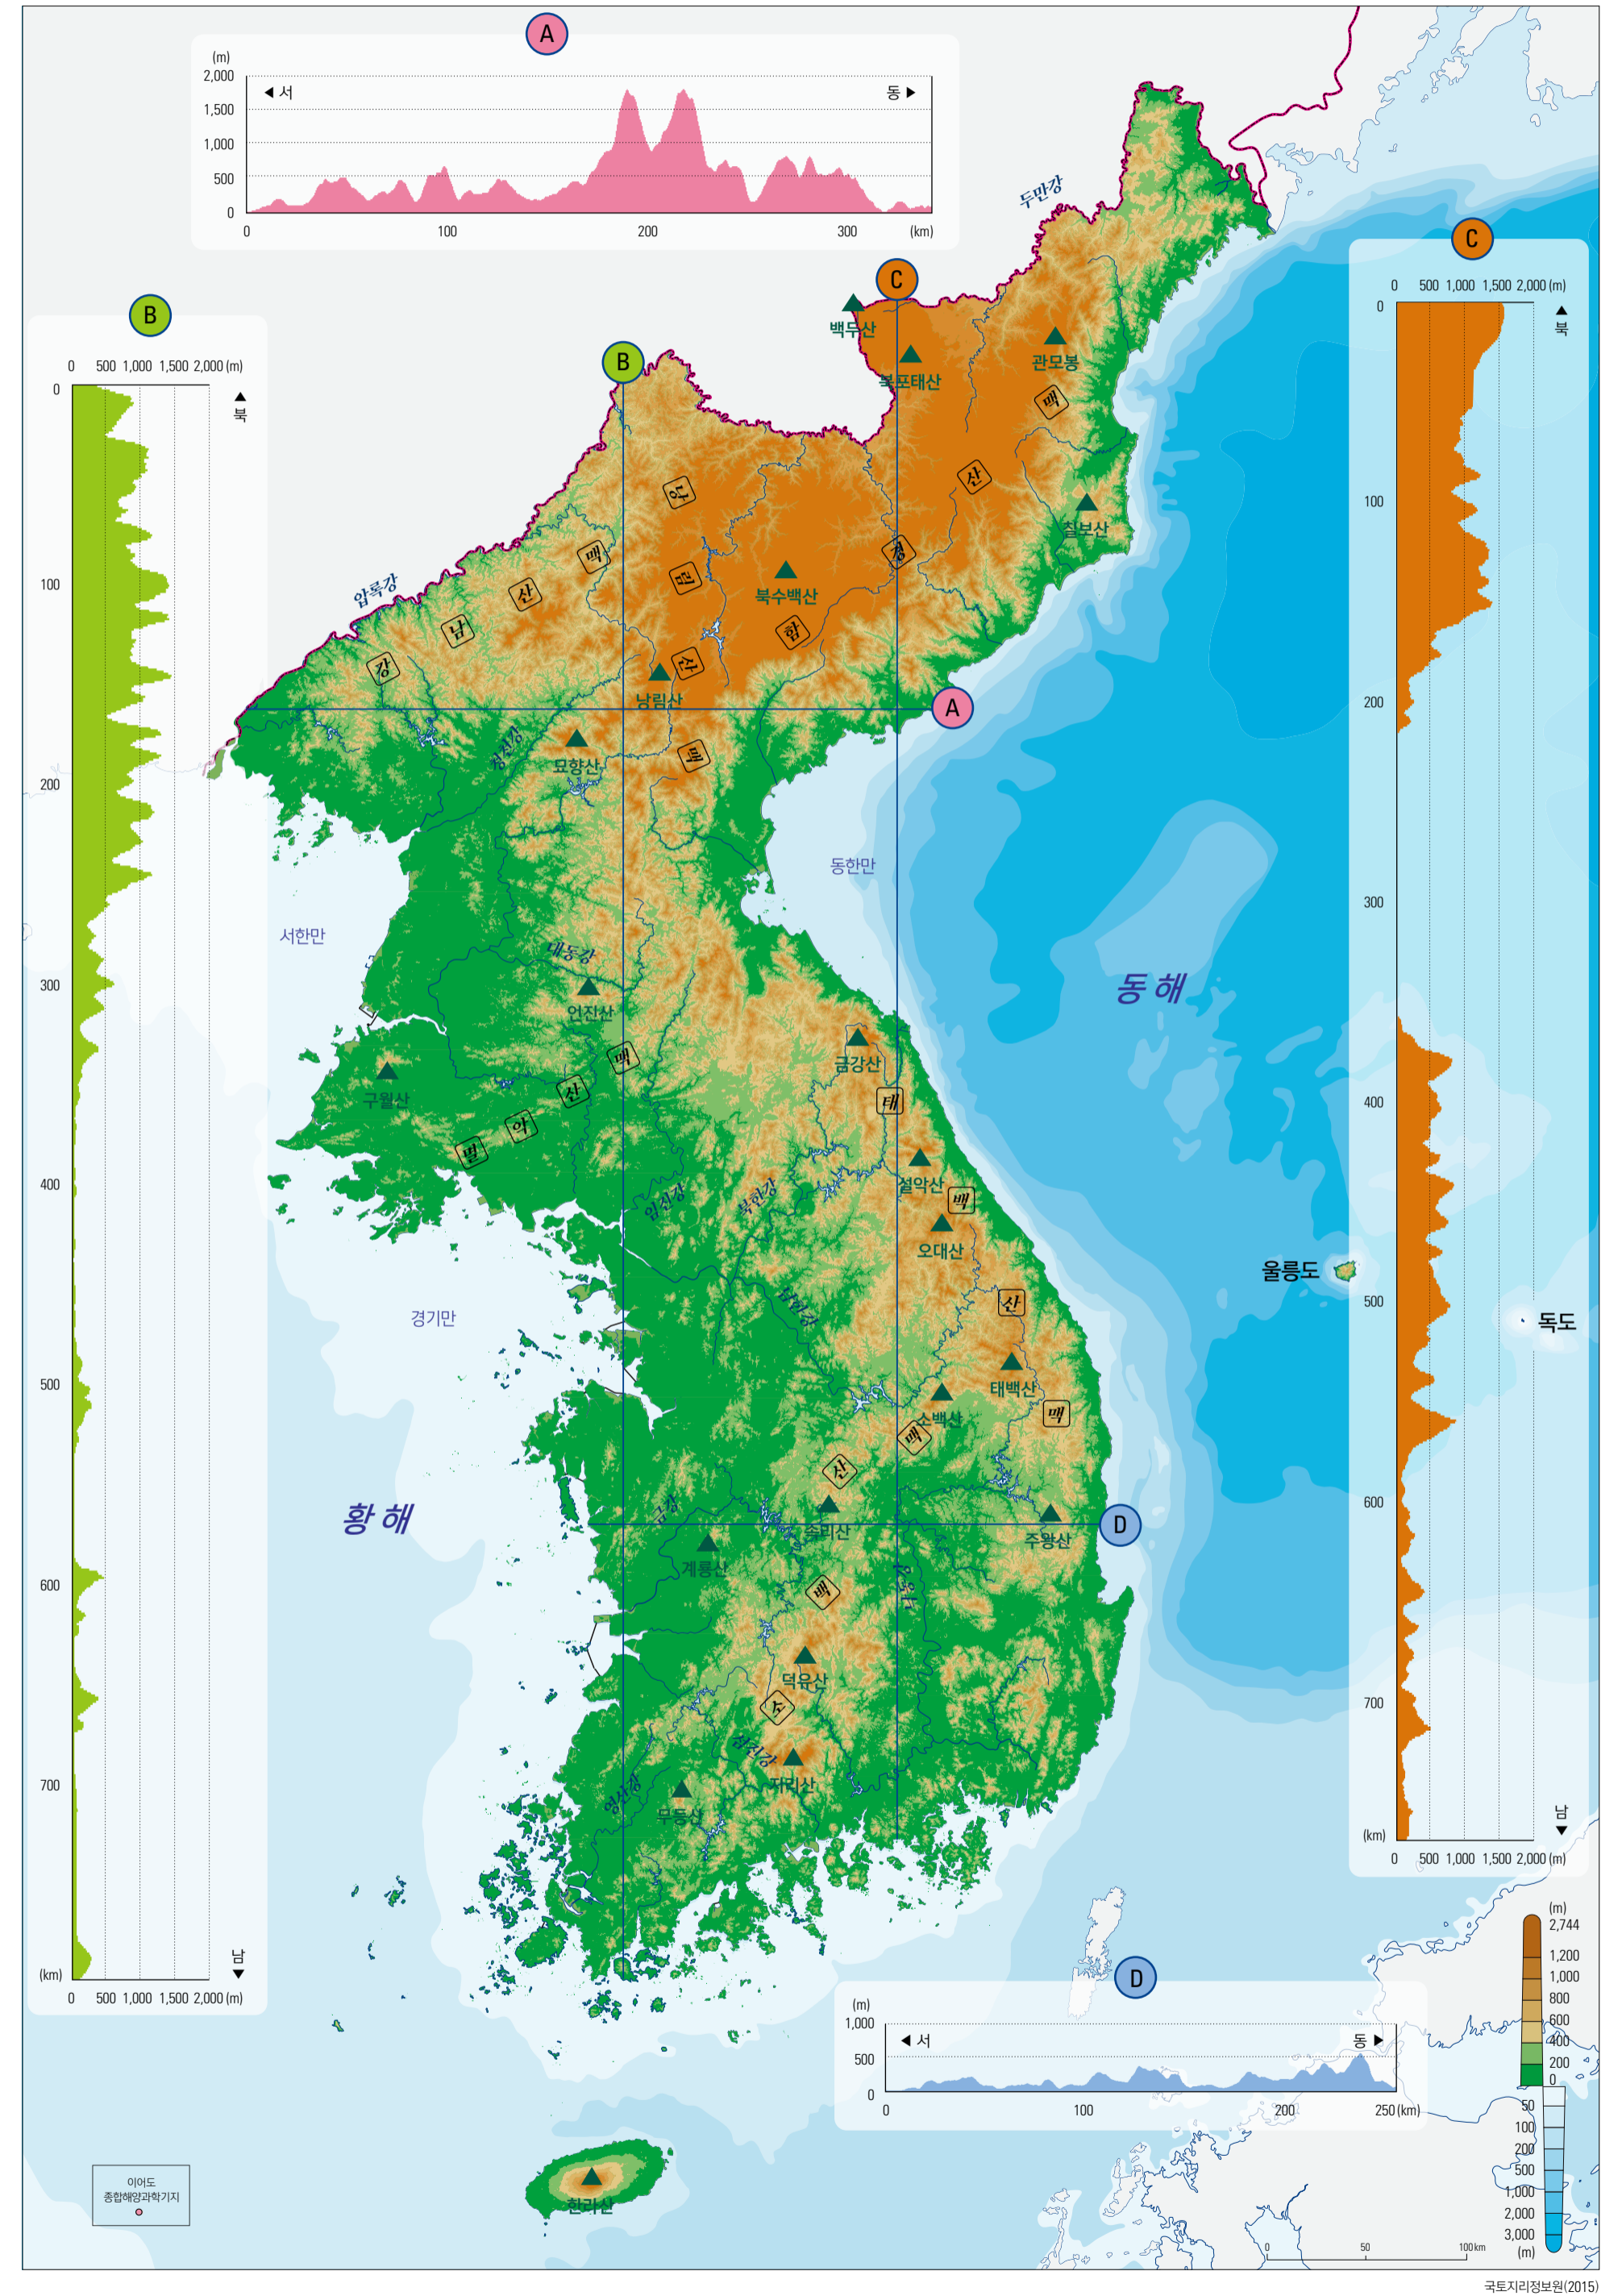 A
(m)
2,000
1,500
1,000
500
0
◀ 서
동 ▶
0
100
200
300
(km)
B
0
500
1,000
1,500
2,000 (m)
0
100
200
300
400
500
600
700
(km)
▲
북
남
▼
0
500
1,000
1,500
2,000 (m)
C
0
500
1,000
1,500
2,000 (m)
0
100
200
300
400
500
600
700
(km)
▲
북
남
▼
0
500
1,000
1,500
2,000 (m)
두만강
C
백두산
북포태산
관모봉
B
맥
산
낭
칠보산
경
맥
림
북수백산
압록강
산
남
함
강
산
낭림산
A
청천강
묘향산
맥
동한만
서한만
대동강
언진산
동해
금강산
맥
구월산
산
태
악
멸
설악산
임진강
북한강
백
오대산
울릉도
남한강
산
경기만
독도
태백산
소백산
맥
맥
산
황해
금강
속리산
주왕산
D
계룡산
낙동강
백
덕유산
소
섬진강
지리산
영산강
무등산
D
(m)
1,000
500
0
◀ 서
동 ▶
0
100
200
250 (km)
한라산
이어도
종합해양과학기지
(m)
2,744
1,200
1,000
800
600
400
200
0
50
100
200
500
1,000
2,000
3,000
(m)
0
50
100km
국토지리정보원(2015)